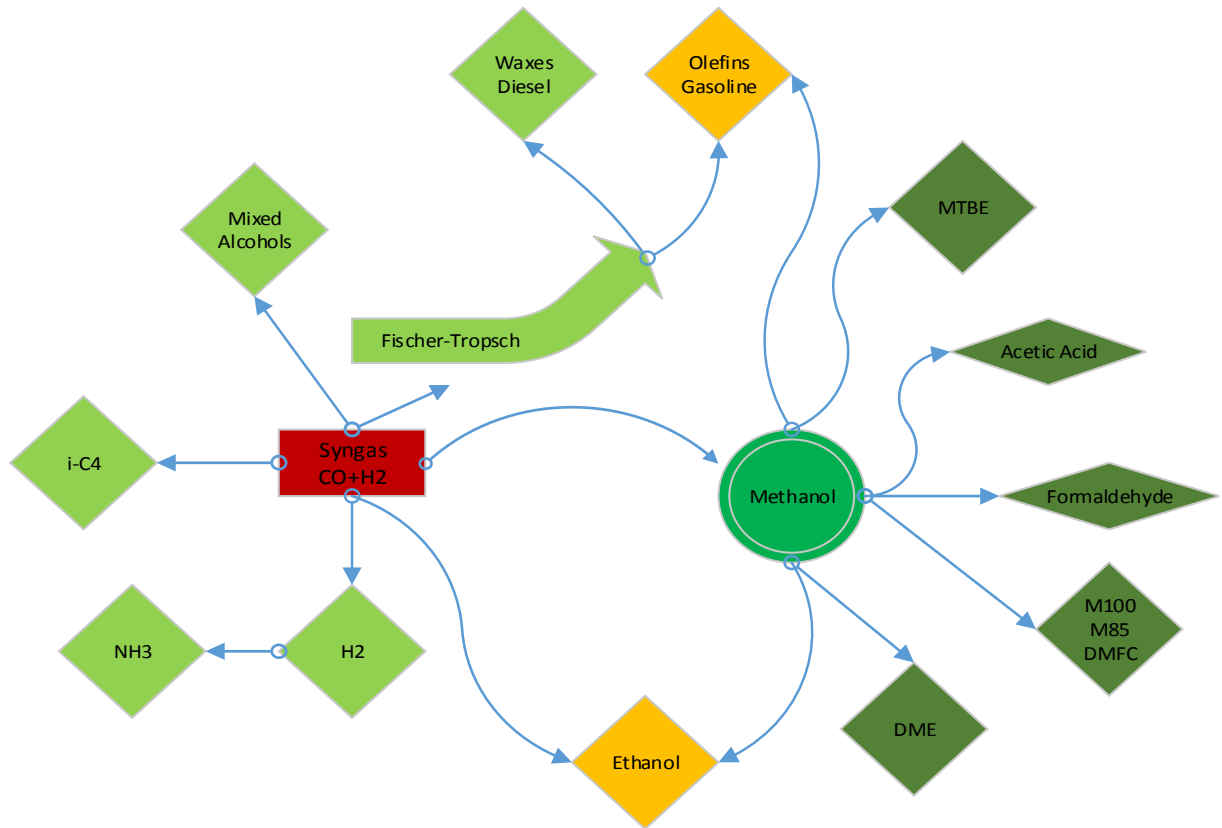 Waxes
Diesel
Olefins
Gasoline
MTBE
Mixed
Alcohols
Fischer-Tropsch
Acetic Acid
i-C4
Syngas
CO+H2
Methanol
Formaldehyde
M100
M85
DMFC
NH3
H2
DME
Ethanol